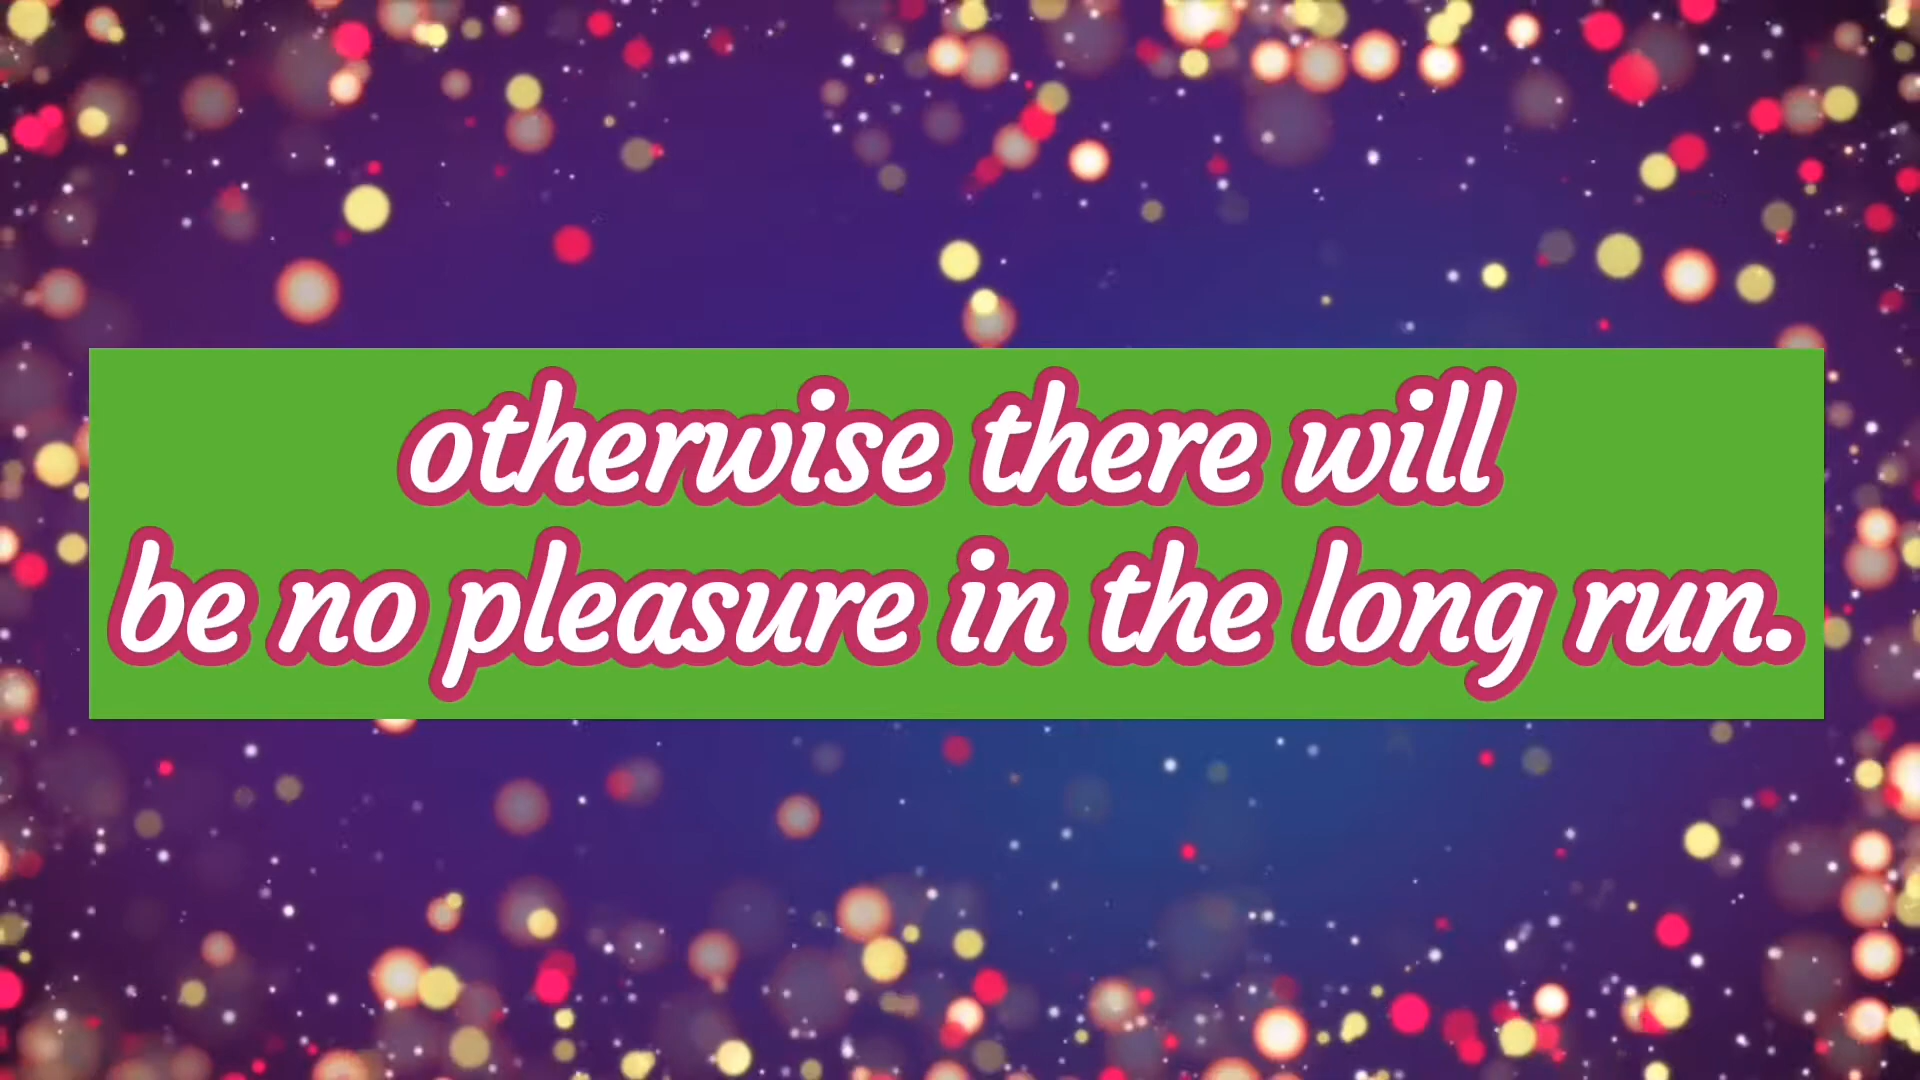 otherwise there will
be no pleasure in the long run.